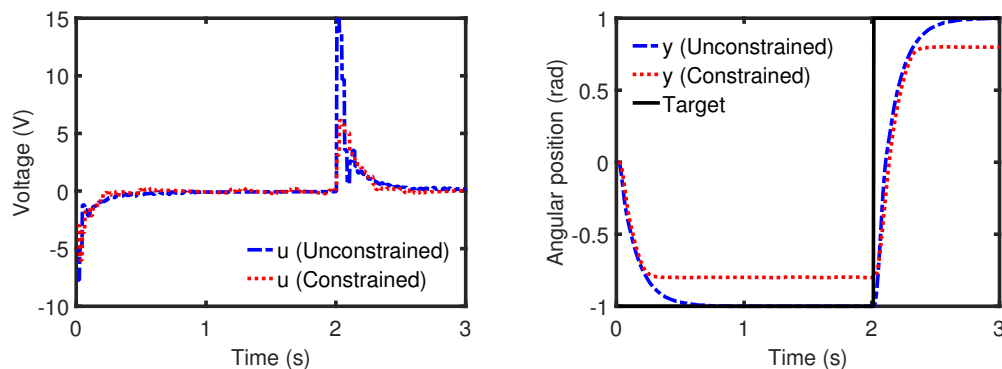 15
10
5
0
-5
-10
Voltage (V)
u (Unconstrained)
u (Constrained)
0
1
2
3
Time (s)
1
0.5
0
-0.5
-1
Angular position (rad)
y (Unconstrained)
y (Constrained)
Target
0
1
2
3
Time (s)